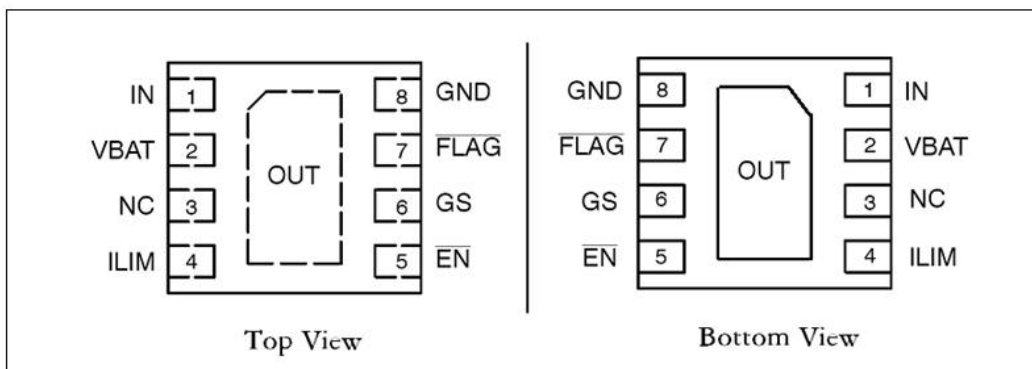 IN 1 8 GND
VBAT 2 7 FLAG
NC 3 OUT 6 GS
ILIM 4 5 EN
Top View
GND 8 1 IN
FLAG 7 2 VBAT
GS 6 OUT 3 NC
EN 5 4 ILIM
Bottom View